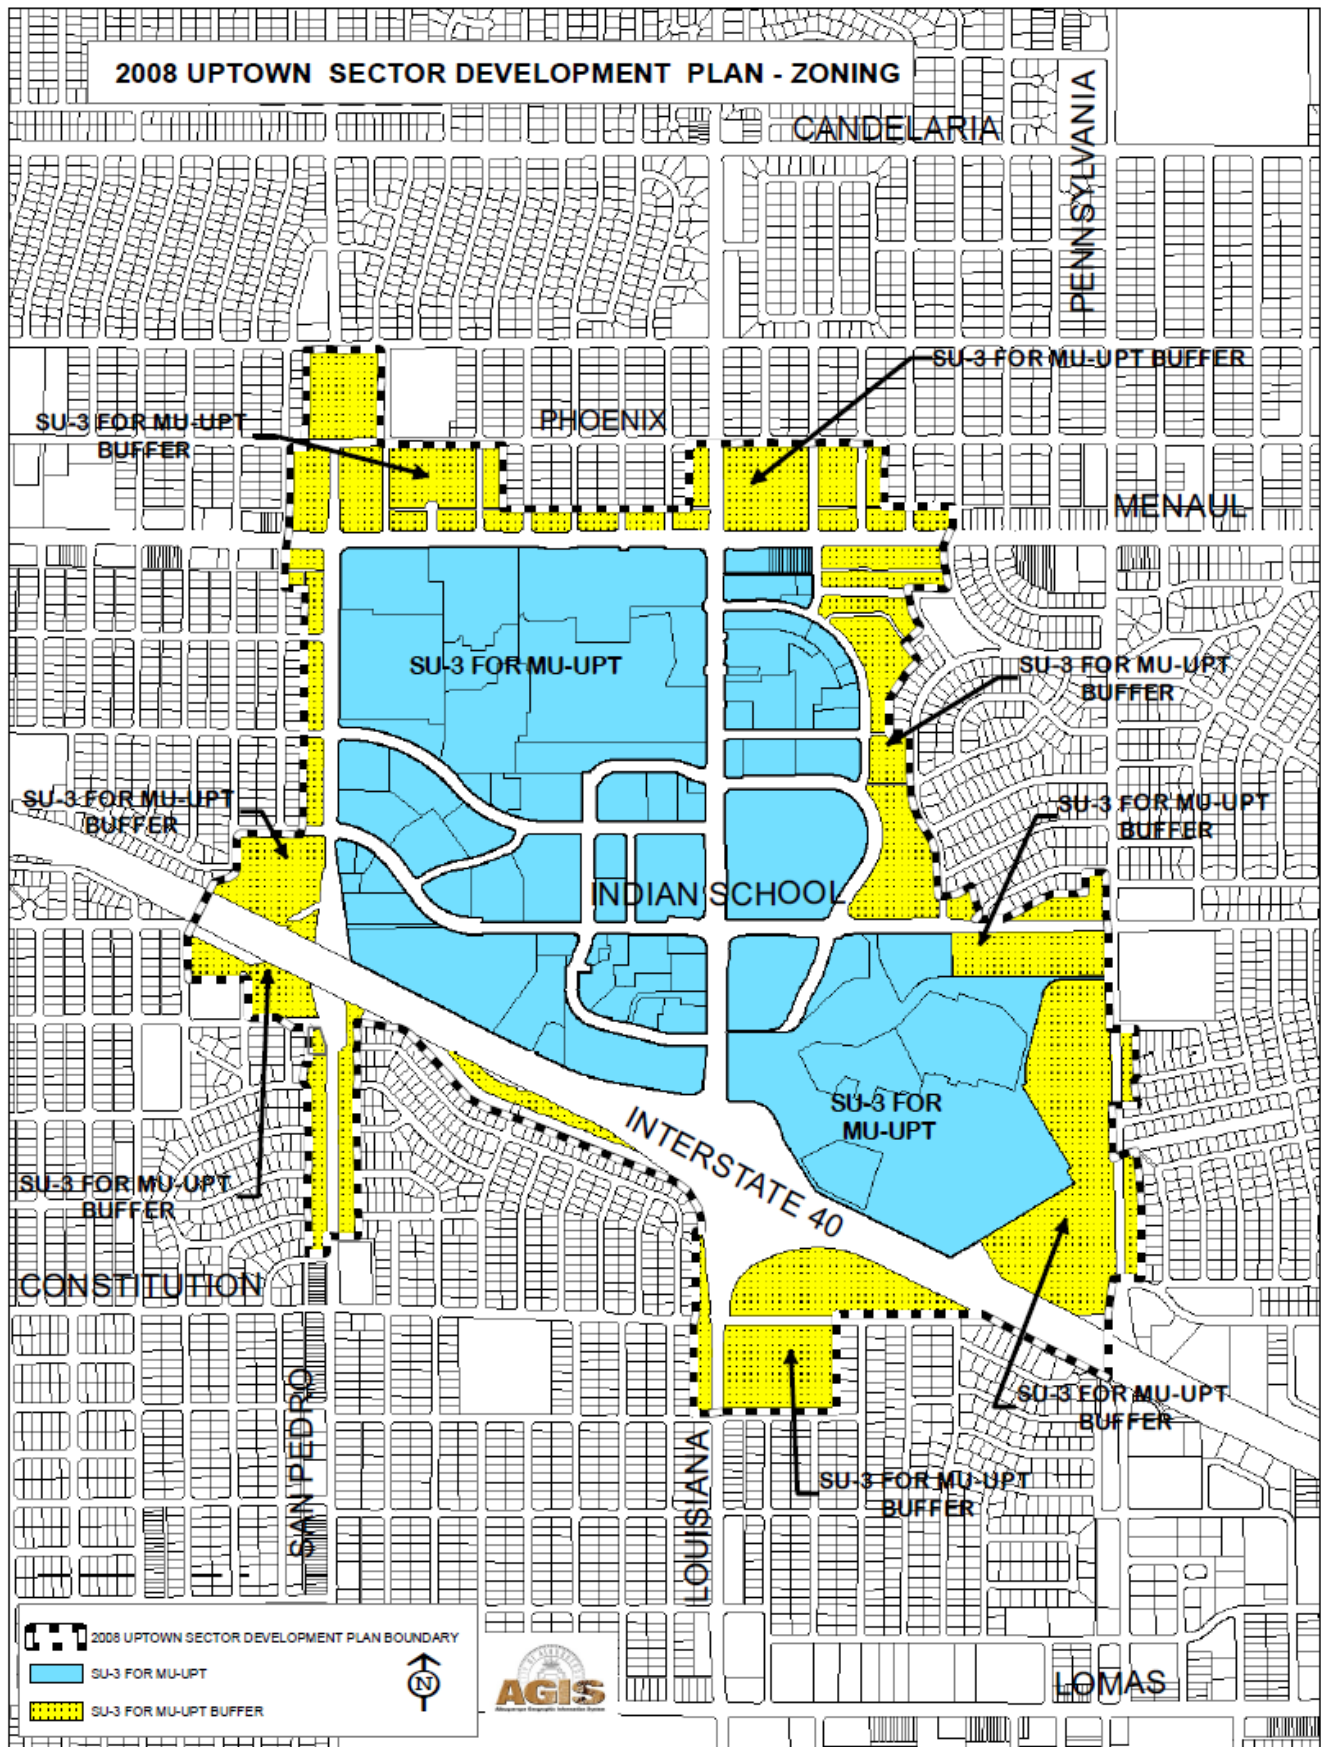 2008 UPTOWN SECTOR DEVELOPMENT PLAN - ZONING
CANDELARIA
PENNSYLVANIA
SU-3 FOR MU-UPT BUFFER
SU-3 FOR MU-UPT
BUFFER
PHOENIX
MENAUL
SU-3 FOR MU-UPT
SU-3 FOR MU-UPT
BUFFER
SU-3 FOR MU-UPT
BUFFER
SU-3 FOR MU-UPT
BUFFER
INDIAN SCHOOL
SU-3 FOR
MU-UPT
INTERSTATE 40
SU-3 FOR MU-UPT
BUFFER
CONSTITUTION
SAN PEDRO
SU-3 FOR MU-UPT
BUFFER
LOUISIANA
SU-3 FOR MU-UPT
BUFFER
2008 UPTOWN SECTOR DEVELOPMENT PLAN BOUNDARY
SU-3 FOR MU-UPT
SU-3 FOR MU-UPT BUFFER
N
AGIS
Albuquerque Geographic Information System
LOMAS